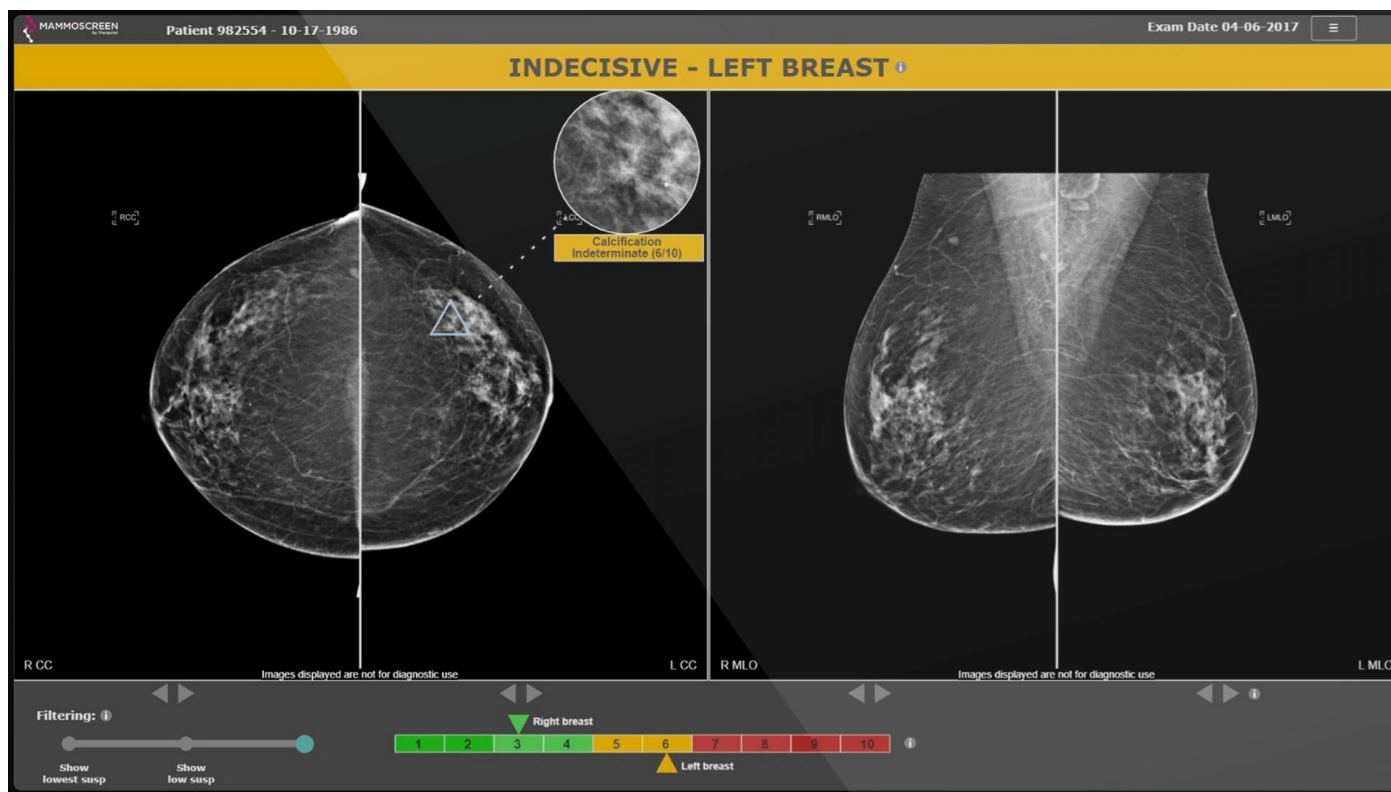 MAMMOSCREEN
by Therapixel
Patient 982554 - 10-17-1986
Exam Date 04-06-2017
INDECISIVE - LEFT BREAST
RCC
LCC
Calcification
Indeterminate (6/10)
RMLO
LMLO
R CC
L CC
R MLO
L MLO
Images displayed are not for diagnostic use
Images displayed are not for diagnostic use
Filtering:
Show
lowest susp
Show
low susp
Right breast
1 2 3 4 5 6 7 8 9 10
Left breast